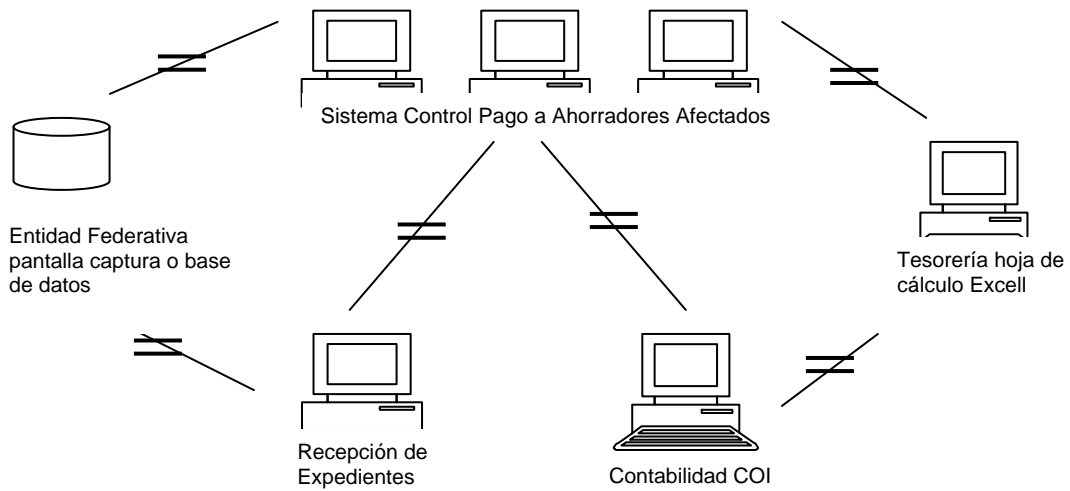 Sistema Control Pago a Ahorradores Afectados
Entidad Federativa
pantalla captura o base
de datos
Tesorería hoja de
cálculo Excell
Recepción de
Expedientes
Contabilidad COI